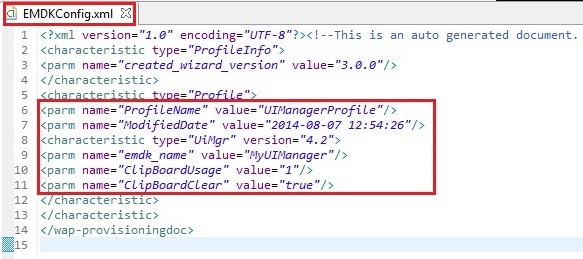 EMDKConfig.xml
1 <?xml version="1.0" encoding="UTF-8"?><!--This is an auto generated document.
2 <characteristic type="ProfileInfo">
3 <parm name="created_wizard_version" value="3.0.0"/>
4 </characteristic>
5 <characteristic type="Profile">
6 <parm name="ProfileName" value="UIManagerProfile"/>
7 <parm name="ModifiedDate" value="2014-08-07 12:54:26"/>
8 <characteristic type="UiMgr" version="4.2">
9 <parm name="emdk_name" value="MyUIManager"/>
10 <parm name="ClipBoardUsage" value="1"/>
11 <parm name="ClipBoardClear" value="true"/>
12 </characteristic>
13 </characteristic>
14 </wap-provisioningdoc>
15